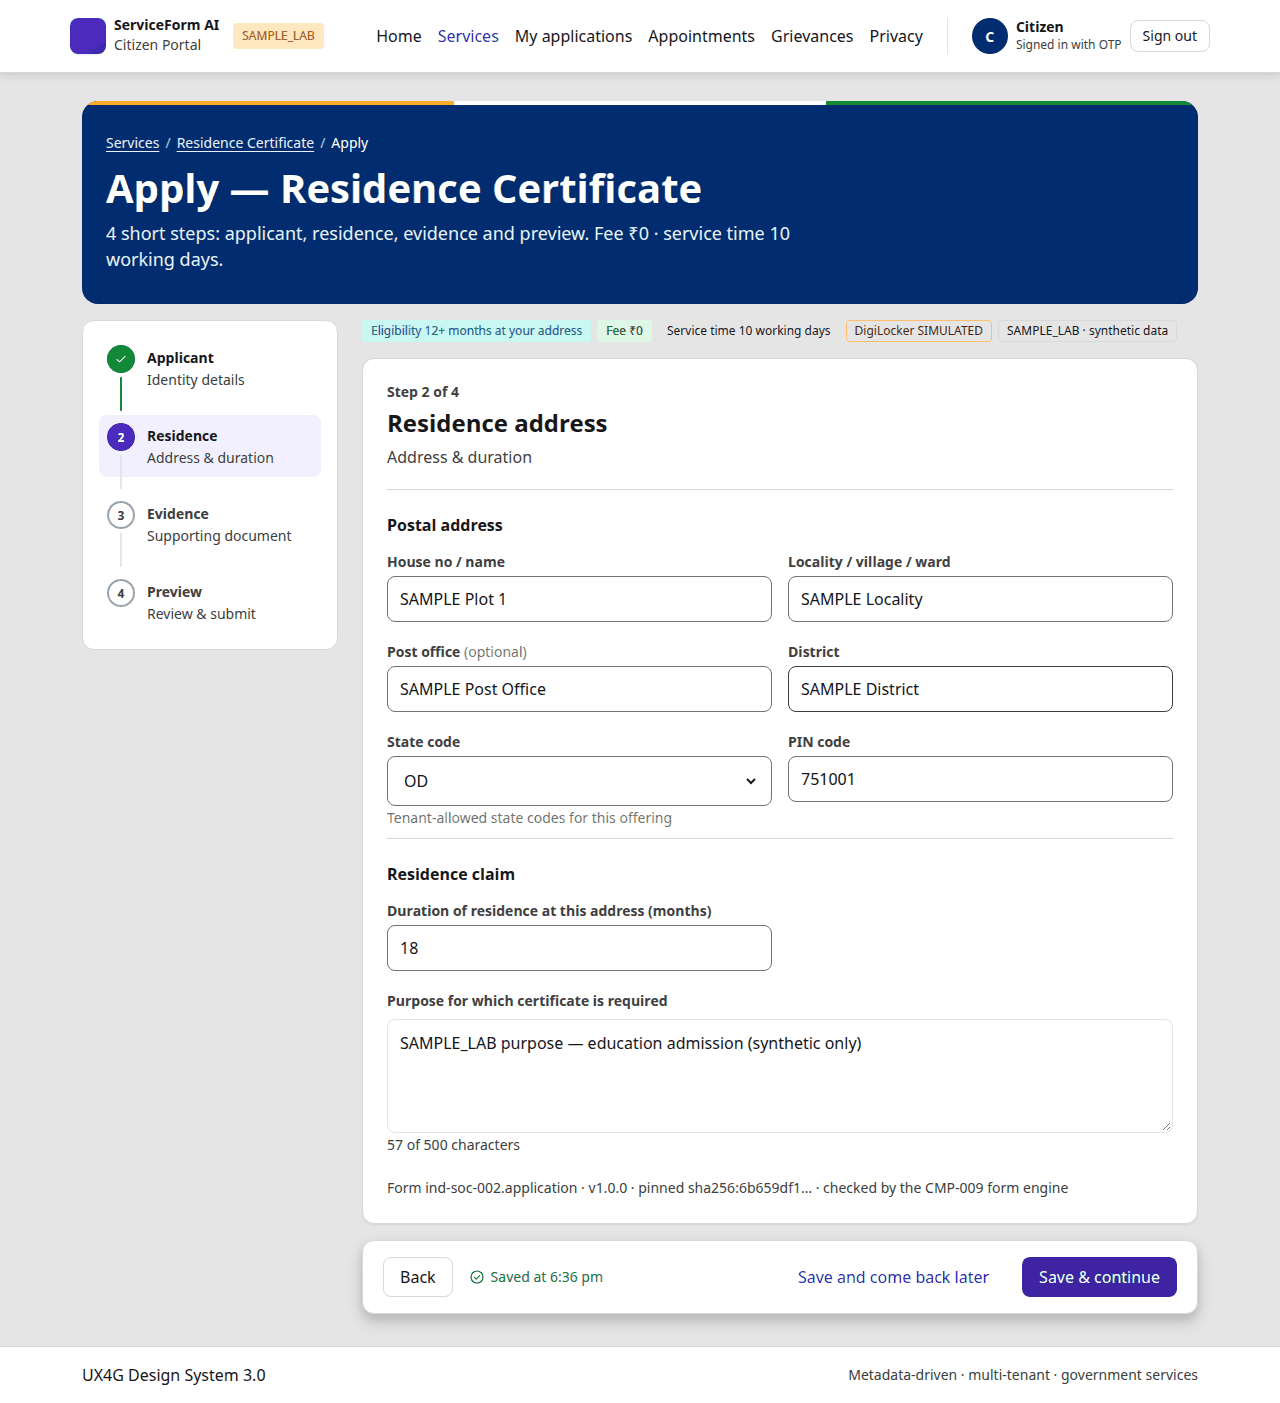 ServiceForm AI
Citizen Portal
SAMPLE_LAB
Home
Services
My applications
Appointments
Grievances
Privacy
C
Citizen
Signed in with OTP
Sign out
Services / Residence Certificate / Apply
Apply — Residence Certificate
4 short steps: applicant, residence, evidence and preview. Fee ₹0 · service time 10
working days.
Applicant
Identity details
2
Residence
Address & duration
3
Evidence
Supporting document
4
Preview
Review & submit
Eligibility 12+ months at your address
Fee ₹0
Service time 10 working days
DigiLocker SIMULATED
SAMPLE_LAB · synthetic data
Step 2 of 4
Residence address
Address & duration
Postal address
House no / name
SAMPLE Plot 1
Locality / village / ward
SAMPLE Locality
Post office (optional)
SAMPLE Post Office
District
SAMPLE District
State code
OD
Tenant-allowed state codes for this offering
PIN code
751001
Residence claim
Duration of residence at this address (months)
18
Purpose for which certificate is required
SAMPLE_LAB purpose — education admission (synthetic only)
57 of 500 characters
Form ind-soc-002.application · v1.0.0 · pinned sha256:6b659df1... · checked by the CMP-009 form engine
Back
Saved at 6:36 pm
Save and come back later
Save & continue
UX4G Design System 3.0
Metadata-driven · multi-tenant · government services